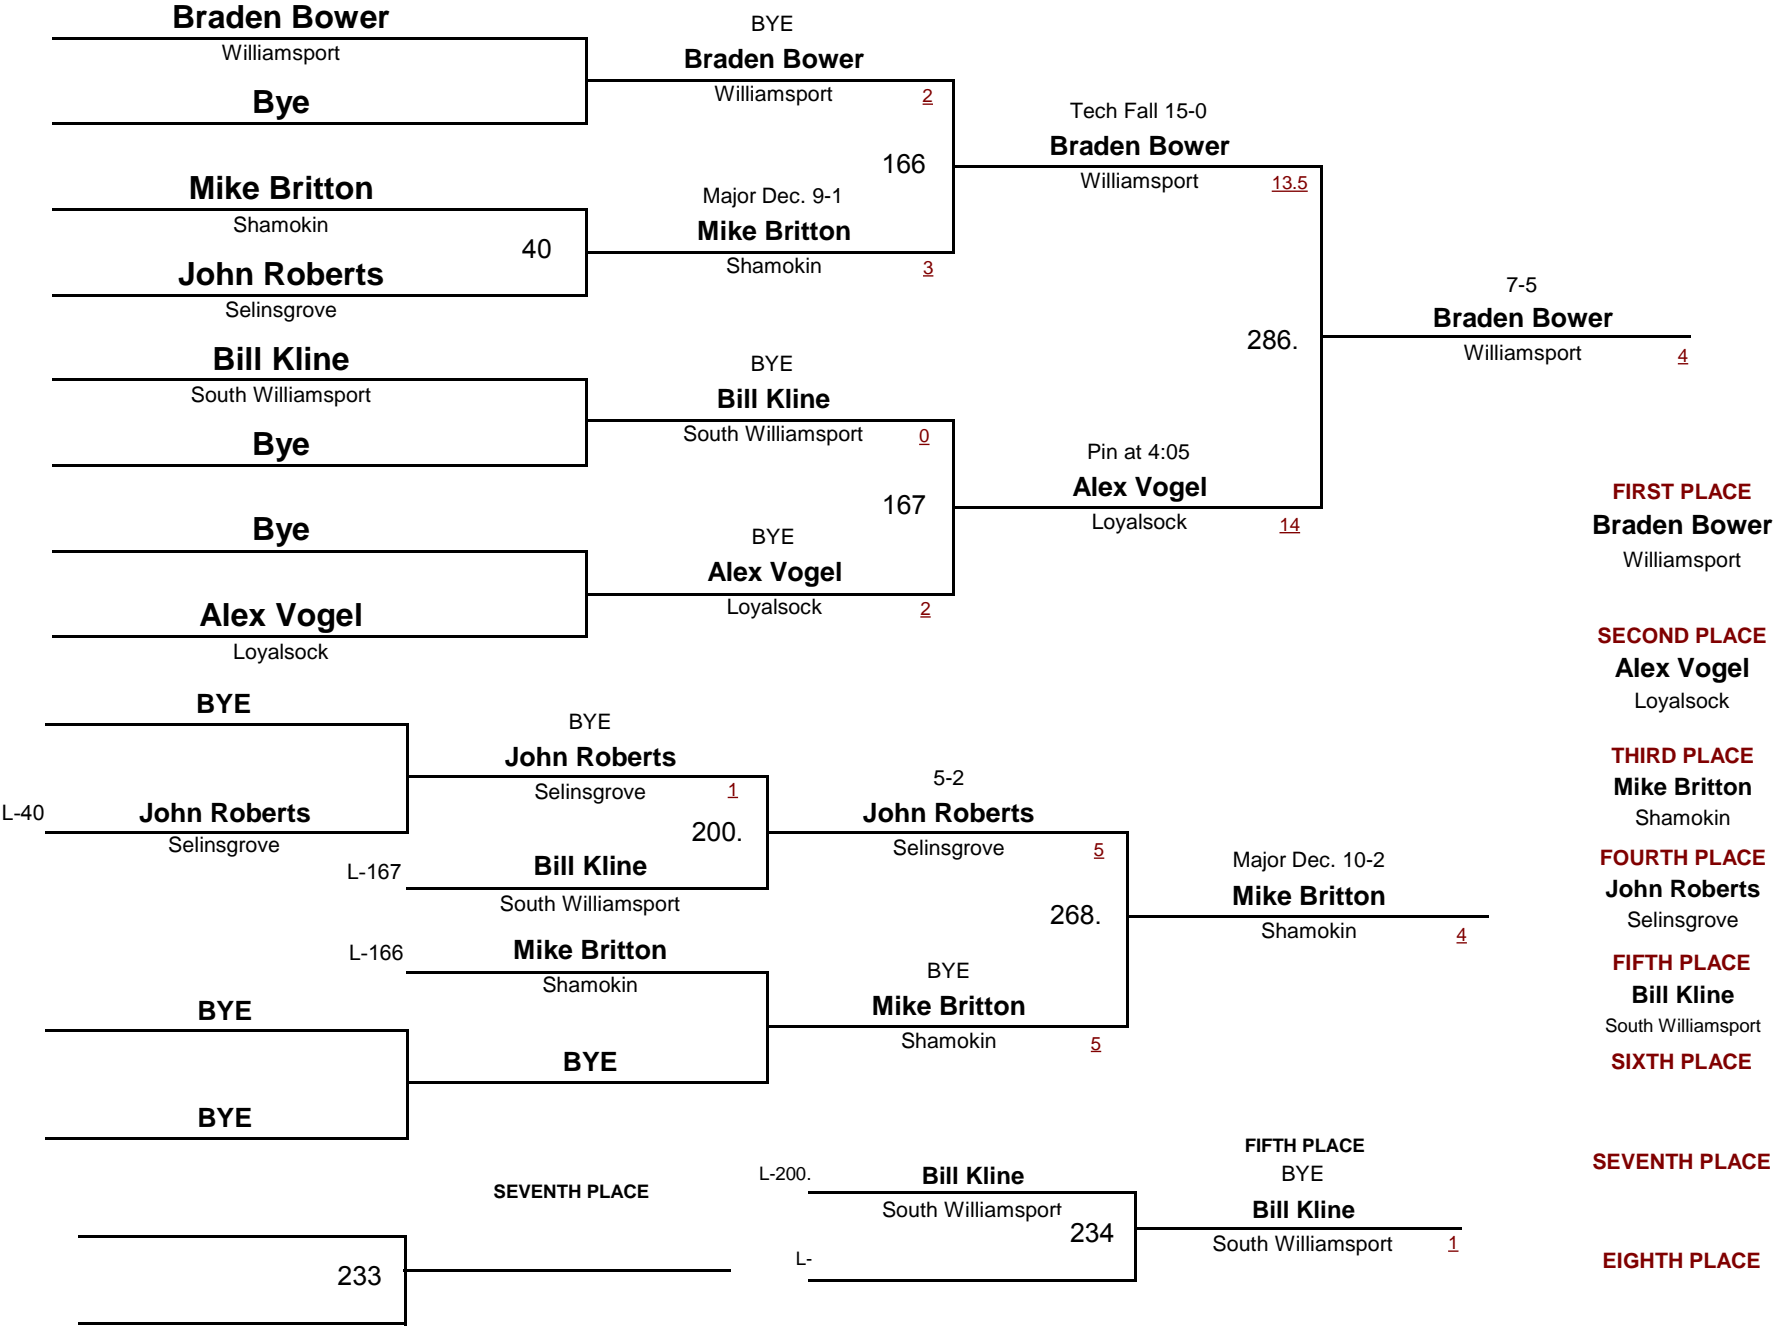 Braden Bower
Williamsport
Bye
BYE
Braden Bower
Williamsport 2
166
Mike Britton
Shamokin
40
John Roberts
Selinsgrove
Major Dec. 9-1
Mike Britton
Shamokin 3
Tech Fall 15-0
Braden Bower
Williamsport 13.5
Bill Kline
South Williamsport
Bye
BYE
Bill Kline
South Williamsport 0
167
Bye
Alex Vogel
Loyalsock
BYE
Alex Vogel
Loyalsock 2
Pin at 4:05
Alex Vogel
Loyalsock 14
286.
7-5
Braden Bower
Williamsport 4
FIRST PLACE
Braden Bower
Williamsport
SECOND PLACE
Alex Vogel
Loyalsock
THIRD PLACE
Mike Britton
Shamokin
FOURTH PLACE
John Roberts
Selinsgrove
FIFTH PLACE
Bill Kline
South Williamsport
SIXTH PLACE
SEVENTH PLACE
EIGHTH PLACE
BYE
L-40 John Roberts
Selinsgrove
BYE
John Roberts
Selinsgrove 1
200.
L-167 Bill Kline
South Williamsport
L-166 Mike Britton
Shamokin
BYE
BYE
BYE
5-2
John Roberts
Selinsgrove 5
268.
BYE
Mike Britton
Shamokin 5
Major Dec. 10-2
Mike Britton
Shamokin 4
SEVENTH PLACE
233
L-200. Bill Kline
South Williamsport
234
L-
FIFTH PLACE
BYE
Bill Kline
South Williamsport 1